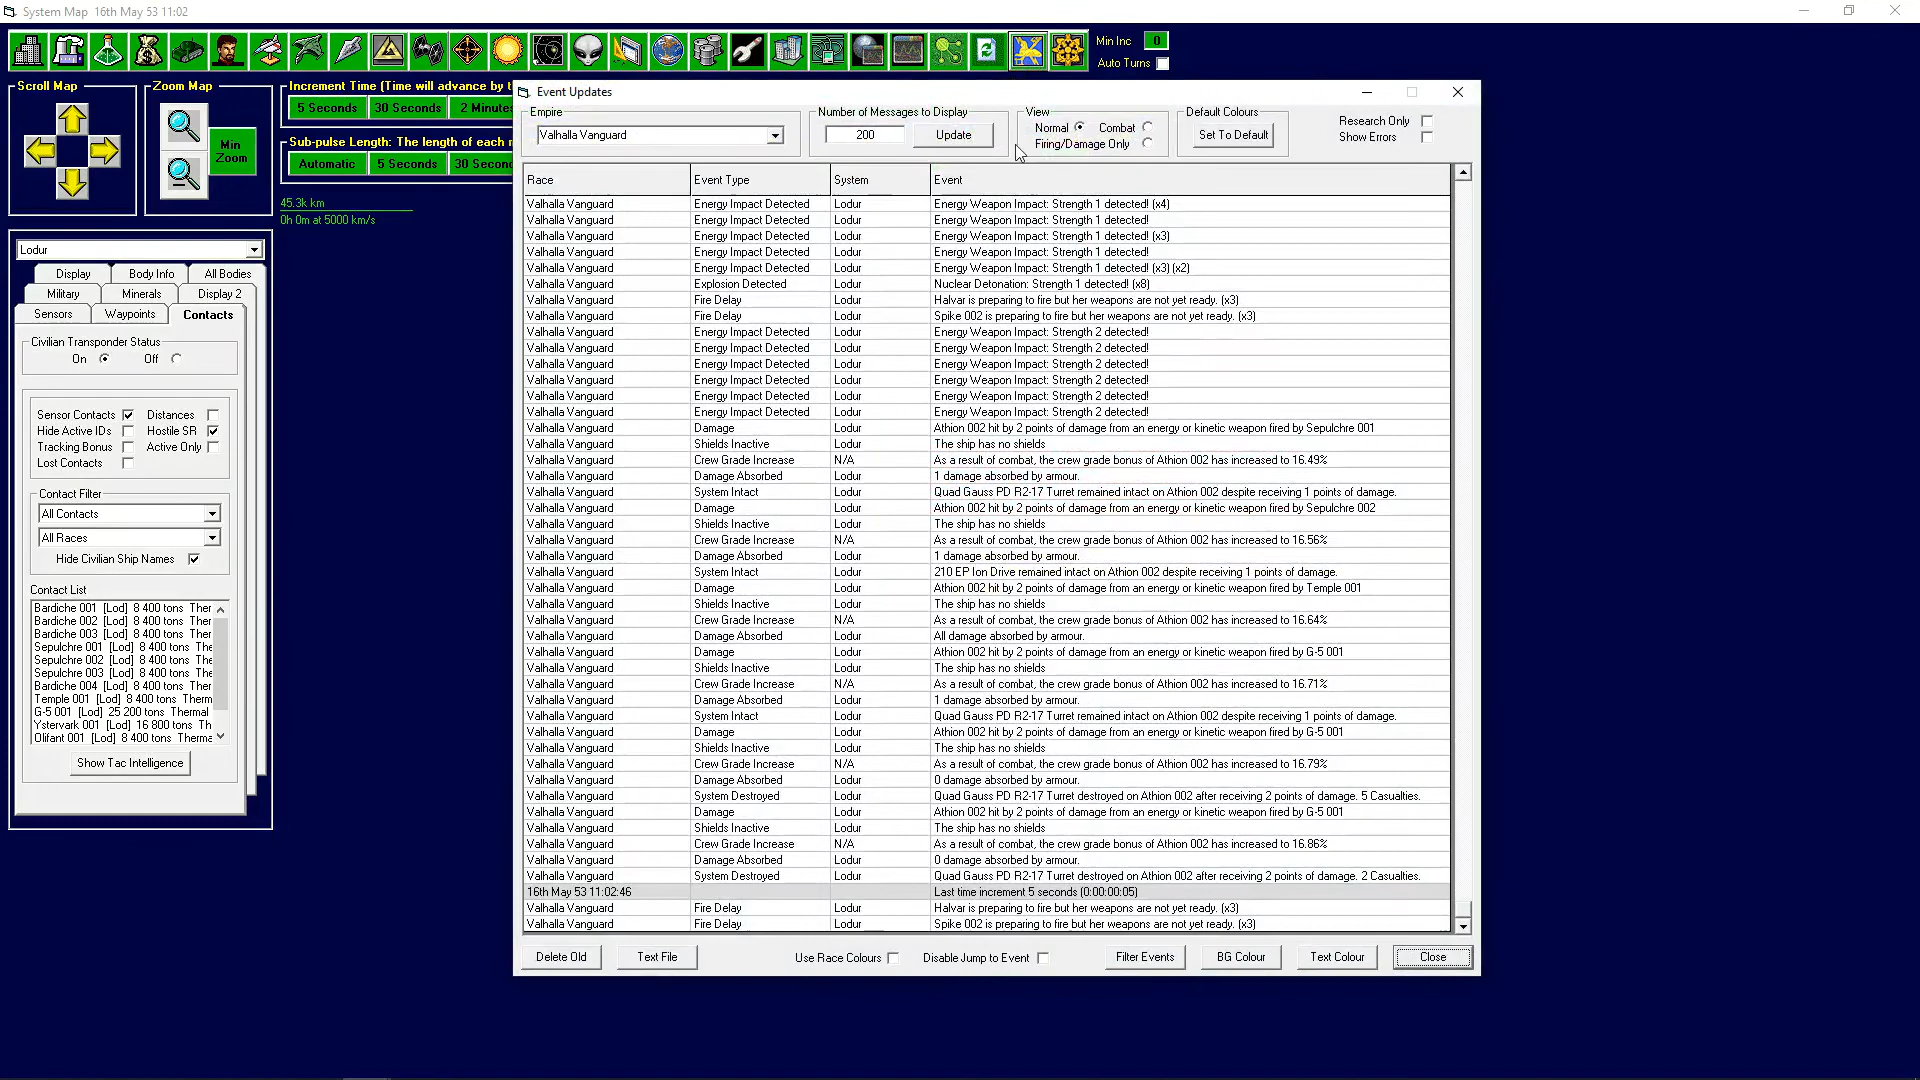 System Map   16th May 53 11:02
Min Inc 0
Auto Turns
Scroll Map
Zoom Map
Min Zoom
Increment Time (Time will advance by t
5 Seconds 30 Seconds 2 Minutes
Sub-pulse Length: The length of each
Automatic 5 Seconds 30 Secon
45.3k km
0h 0m at 5000 km/s
Lodur
Display Body Info All Bodies
Military Minerals Display 2
Sensors Waypoints Contacts
Civilian Transponder Status
On Off
Sensor Contacts Distances
Hide Active IDs Hostile SR
Tracking Bonus Active Only
Lost Contacts
Contact Filter
All Contacts
All Races
Hide Civilian Ship Names
Contact List
Bardiche 001 [Lod] 8 400 tons Ther
Bardiche 002 [Lod] 8 400 tons Ther
Bardiche 003 [Lod] 8 400 tons Ther
Sepulchre 001 [Lod] 8 400 tons The
Sepulchre 002 [Lod] 8 400 tons The
Sepulchre 003 [Lod] 8 400 tons The
Bardiche 004 [Lod] 8 400 tons Ther
Temple 001 [Lod] 8 400 tons Therm
G-5 001 [Lod] 25 200 tons Thermal
Ystervark 001 [Lod] 16 800 tons Th
Olifant 001 [Lod] 8 400 tons Therma
Show Tac Intelligence
Event Updates
Empire
Valhalla Vanguard
Number of Messages to Display
200 Update
View
Normal Combat
Firing/Damage Only
Default Colours
Set To Default
Research Only
Show Errors
Race Event Type System Event
Valhalla Vanguard Energy Impact Detected Lodur Energy Weapon Impact: Strength 1 detected! (x4)
Valhalla Vanguard Energy Impact Detected Lodur Energy Weapon Impact: Strength 1 detected!
Valhalla Vanguard Energy Impact Detected Lodur Energy Weapon Impact: Strength 1 detected! (x3)
Valhalla Vanguard Energy Impact Detected Lodur Energy Weapon Impact: Strength 1 detected!
Valhalla Vanguard Energy Impact Detected Lodur Energy Weapon Impact: Strength 1 detected! (x3) (x2)
Valhalla Vanguard Explosion Detected Lodur Nuclear Detonation: Strength 1 detected! (x8)
Valhalla Vanguard Fire Delay Lodur Halvar is preparing to fire but her weapons are not yet ready. (x3)
Valhalla Vanguard Fire Delay Lodur Spike 002 is preparing to fire but her weapons are not yet ready. (x3)
Valhalla Vanguard Energy Impact Detected Lodur Energy Weapon Impact: Strength 2 detected!
Valhalla Vanguard Energy Impact Detected Lodur Energy Weapon Impact: Strength 2 detected!
Valhalla Vanguard Energy Impact Detected Lodur Energy Weapon Impact: Strength 2 detected!
Valhalla Vanguard Energy Impact Detected Lodur Energy Weapon Impact: Strength 2 detected!
Valhalla Vanguard Energy Impact Detected Lodur Energy Weapon Impact: Strength 2 detected!
Valhalla Vanguard Energy Impact Detected Lodur Energy Weapon Impact: Strength 2 detected!
Valhalla Vanguard Damage Lodur Athion 002 hit by 2 points of damage from an energy or kinetic weapon fired by Sepulchre 001
Valhalla Vanguard Shields Inactive Lodur The ship has no shields
Valhalla Vanguard Crew Grade Increase N/A As a result of combat, the crew grade bonus of Athion 002 has increased to 16.49%
Valhalla Vanguard Damage Absorbed Lodur 1 damage absorbed by armour.
Valhalla Vanguard System Intact Lodur Quad Gauss PD R2-17 Turret remained intact on Athion 002 despite receiving 1 points of damage.
Valhalla Vanguard Damage Lodur Athion 002 hit by 2 points of damage from an energy or kinetic weapon fired by Sepulchre 002
Valhalla Vanguard Shields Inactive Lodur The ship has no shields
Valhalla Vanguard Crew Grade Increase N/A As a result of combat, the crew grade bonus of Athion 002 has increased to 16.56%
Valhalla Vanguard Damage Absorbed Lodur 1 damage absorbed by armour.
Valhalla Vanguard System Intact Lodur 210 EP Ion Drive remained intact on Athion 002 despite receiving 1 points of damage.
Valhalla Vanguard Damage Lodur Athion 002 hit by 2 points of damage from an energy or kinetic weapon fired by Temple 001
Valhalla Vanguard Shields Inactive Lodur The ship has no shields
Valhalla Vanguard Crew Grade Increase N/A As a result of combat, the crew grade bonus of Athion 002 has increased to 16.64%
Valhalla Vanguard Damage Absorbed Lodur All damage absorbed by armour.
Valhalla Vanguard Damage Lodur Athion 002 hit by 2 points of damage from an energy or kinetic weapon fired by G-5 001
Valhalla Vanguard Shields Inactive Lodur The ship has no shields
Valhalla Vanguard Crew Grade Increase N/A As a result of combat, the crew grade bonus of Athion 002 has increased to 16.71%
Valhalla Vanguard Damage Absorbed Lodur 1 damage absorbed by armour.
Valhalla Vanguard System Intact Lodur Quad Gauss PD R2-17 Turret remained intact on Athion 002 despite receiving 1 points of damage.
Valhalla Vanguard Damage Lodur Athion 002 hit by 2 points of damage from an energy or kinetic weapon fired by G-5 001
Valhalla Vanguard Shields Inactive Lodur The ship has no shields
Valhalla Vanguard Crew Grade Increase N/A As a result of combat, the crew grade bonus of Athion 002 has increased to 16.79%
Valhalla Vanguard Damage Absorbed Lodur 0 damage absorbed by armour.
Valhalla Vanguard System Destroyed Lodur Quad Gauss PD R2-17 Turret destroyed on Athion 002 after receiving 2 points of damage. 5 Casualties.
Valhalla Vanguard Damage Lodur Athion 002 hit by 2 points of damage from an energy or kinetic weapon fired by G-5 001
Valhalla Vanguard Shields Inactive Lodur The ship has no shields
Valhalla Vanguard Crew Grade Increase N/A As a result of combat, the crew grade bonus of Athion 002 has increased to 16.86%
Valhalla Vanguard Damage Absorbed Lodur 0 damage absorbed by armour.
Valhalla Vanguard System Destroyed Lodur Quad Gauss PD R2-17 Turret destroyed on Athion 002 after receiving 2 points of damage. 2 Casualties.
16th May 53 11:02:46 Last time increment 5 seconds (0:00:00:05)
Valhalla Vanguard Fire Delay Lodur Halvar is preparing to fire but her weapons are not yet ready. (x3)
Valhalla Vanguard Fire Delay Lodur Spike 002 is preparing to fire but her weapons are not yet ready. (x3)
Delete Old Text File Use Race Colours Disable Jump to Event Filter Events BG Colour Text Colour Close